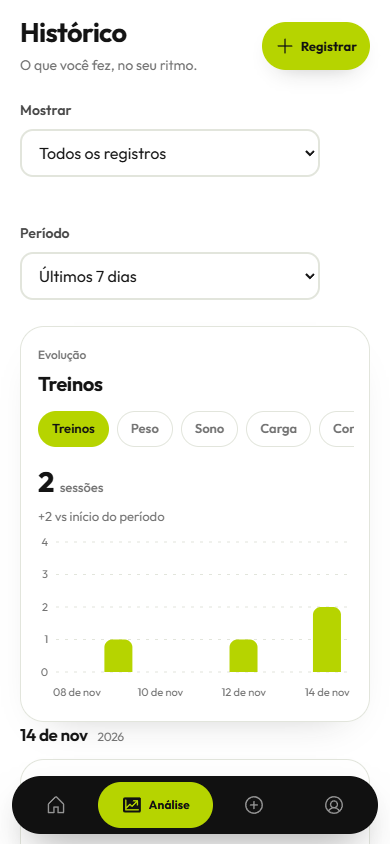 Histórico
Registrar
O que você fez, no seu ritmo.
Mostrar
Todos os registros
Período
Últimos 7 dias
Evolução
Treinos
Treinos Peso Sono Carga Cor
2 sessões
+2 vs início do período
4
3
2
1
0
08 de nov 10 de nov 12 de nov 14 de nov
14 de nov 2026
Análise